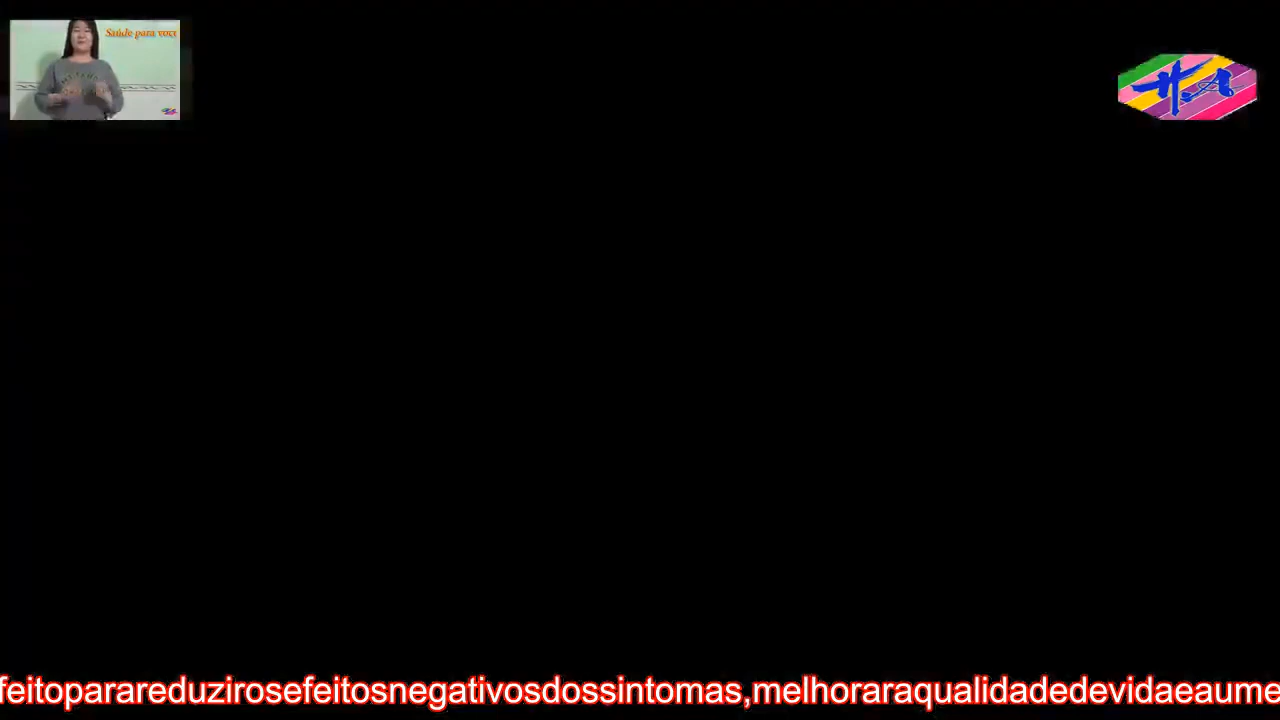 Saúde para você
H.A
feitoparareduzirosefeitosnegativosdossintomas,melhoraraqualidadedevidaeaume